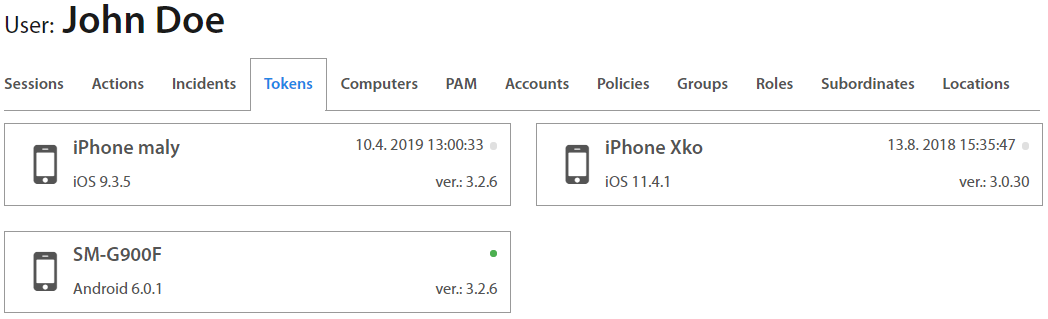 User: John Doe
Sessions Actions Incidents Tokens Computers PAM Accounts Policies Groups Roles Subordinates Locations
iPhone maly 10.4. 2019 13:00:33
iOS 9.3.5 ver.: 3.2.6
iPhone Xko 13.8. 2018 15:35:47
iOS 11.4.1 ver.: 3.0.30
SM-G900F
Android 6.0.1 ver.: 3.2.6